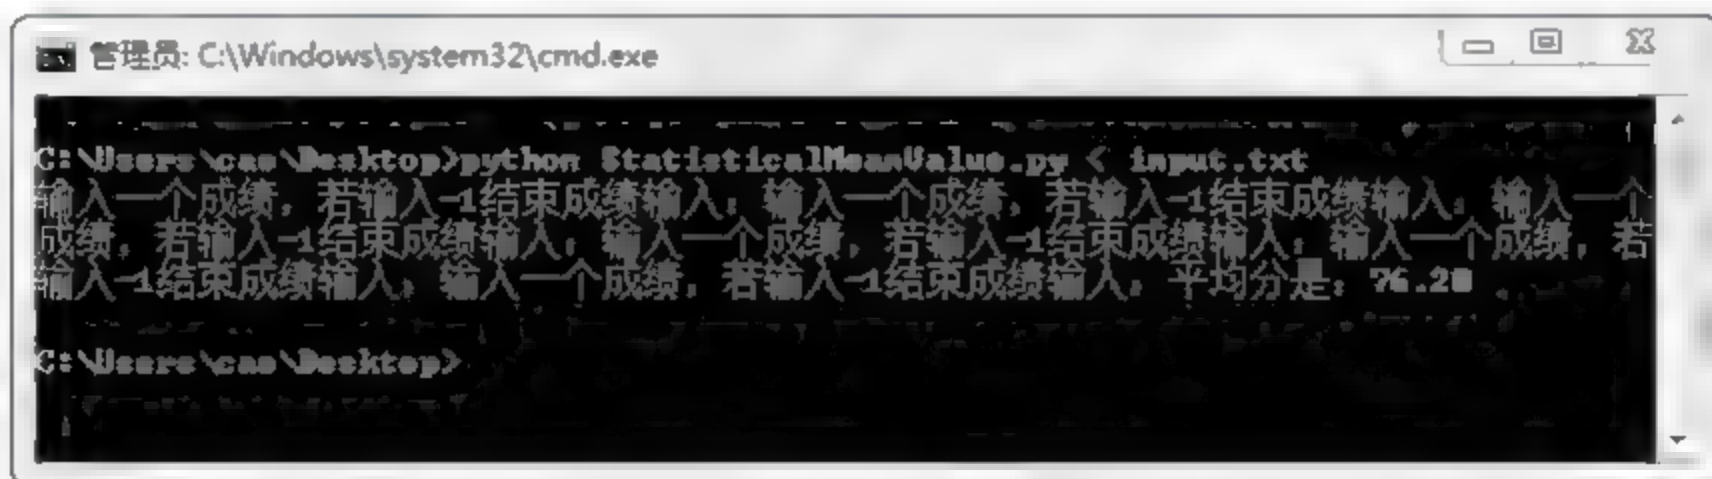 管理员: C:\Windows\system32\cmd.exe
C:\Users\cae\Desktop>python StatisticalMeanValue.py < input.txt
输入一个成绩,若输入-1结束成绩输入:输入一个成绩,若输入-1结束成绩输入:输入一个
成绩,若输入-1结束成绩输入:输入一个成绩,若输入-1结束成绩输入:输入一个成绩,若
输入-1结束成绩输入:输入一个成绩,若输入-1结束成绩输入:平均分是:76.20
C:\Users\cae\Desktop>